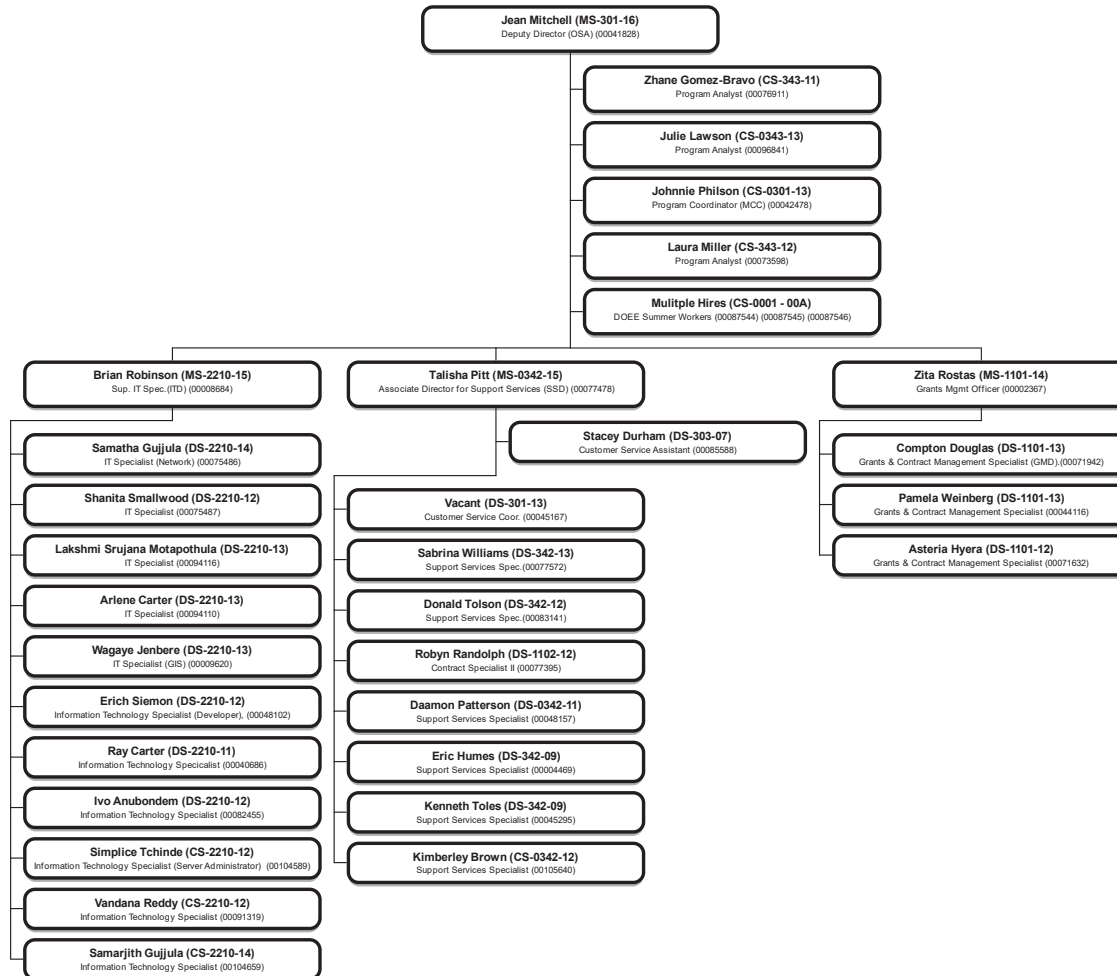 Jean Mitchell (MS-301-16)
Deputy Director (OSA) (00041828)
Zhane Gomez-Bravo (CS-343-11)
Program Analyst (00076911)
Julie Lawson (CS-0343-13)
Program Analyst (00096841)
Johnnie Philson (CS-0301-13)
Program Coordinator (MCC) (00042478)
Laura Miller (CS-343-12)
Program Analyst (00073598)
Mulitple Hires (CS-0001 - 00A)
DOEE Summer Workers (00087544) (00087545) (00087546)
Brian Robinson (MS-2210-15)
Sup. IT Spec.(ITD) (00008684)
Samatha Gujjula (DS-2210-14)
IT Specialist (Network) (00075486)
Shanita Smallwood (DS-2210-12)
IT Specialist (00075487)
Lakshmi Srujana Motapothula (DS-2210-13)
IT Specialist (00094116)
Arlene Carter (DS-2210-13)
IT Specialist (00094110)
Wagaye Jenbere (DS-2210-13)
IT Specialist (GIS) (00009620)
Erich Siemon (DS-2210-12)
Information Technology Specialist (Developer), (00048102)
Ray Carter (DS-2210-11)
Information Technology Specicalist (00040686)
Ivo Anubondem (DS-2210-12)
Information Technology Specialist (00082455)
Simplice Tchinde (CS-2210-12)
Information Technology Specialist (Server Administrator) (00104589)
Vandana Reddy (CS-2210-12)
Information Technology Specialist (00091319)
Samarjith Gujjula (CS-2210-14)
Information Technology Specialist (00104659)
Talisha Pitt (MS-0342-15)
Associate Director for Support Services (SSD) (00077478)
Stacey Durham (DS-303-07)
Customer Service Assistant (00085588)
Vacant (DS-301-13)
Customer Service Coor. (00045167)
Sabrina Williams (DS-342-13)
Support Services Spec.(00077572)
Donald Tolson (DS-342-12)
Support Services Spec.(00083141)
Robyn Randolph (DS-1102-12)
Contract Specialist II (00077395)
Daamon Patterson (DS-0342-11)
Support Services Specialist (00048157)
Eric Humes (DS-342-09)
Support Services Specialist (00004469)
Kenneth Toles (DS-342-09)
Support Services Specialist (00045295)
Kimberley Brown (CS-0342-12)
Support Services Specialist (00105640)
Zita Rostas (MS-1101-14)
Grants Mgmt Officer (00002367)
Compton Douglas (DS-1101-13)
Grants & Contract Management Specialist (GMD).(00071942)
Pamela Weinberg (DS-1101-13)
Grants & Contract Management Specialist (00044116)
Asteria Hyera (DS-1101-12)
Grants & Contract Management Specialist (00071632)